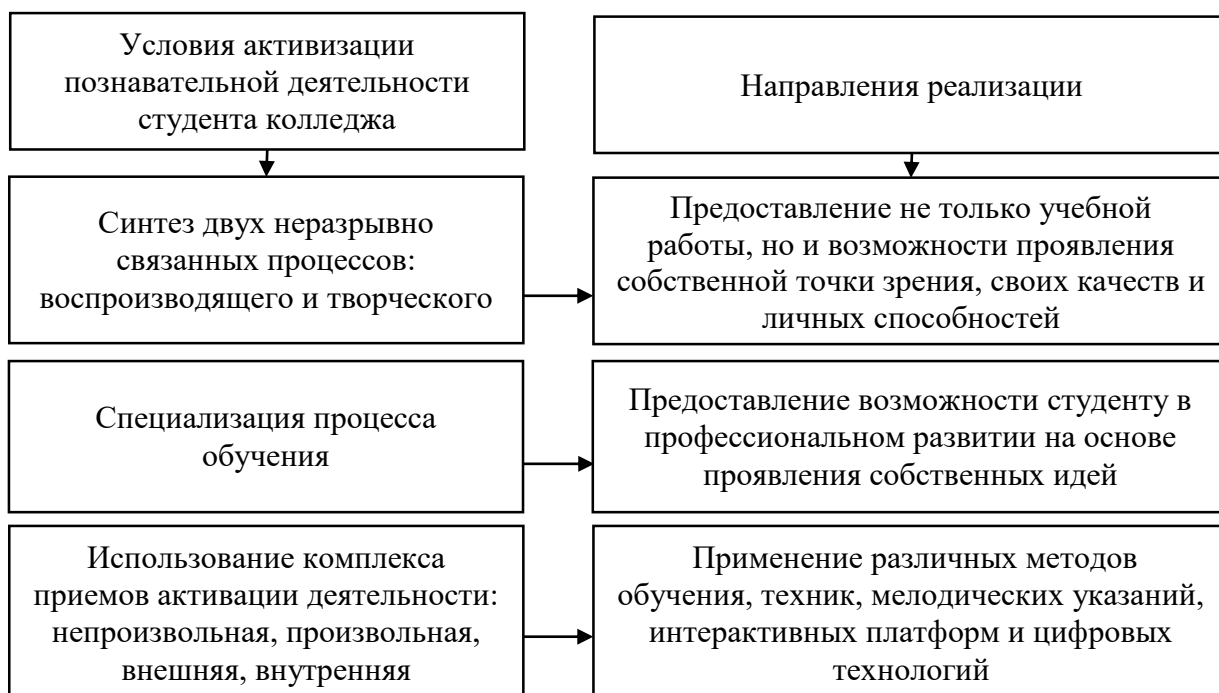 Условия активизации
познавательной деятельности
студента колледжа
Направления реализации
Синтез двух неразрывно
связанных процессов:
воспроизводящего и творческого
Предоставление не только учебной
работы, но и возможности проявления
собственной точки зрения, своих качеств и
личных способностей
Специализация процесса
обучения
Предоставление возможности студенту в
профессиональном развитии на основе
проявления собственных идей
Использование комплекса
приемов активации деятельности:
непроизвольная, произвольная,
внешняя, внутренняя
Применение различных методов
обучения, техник, мелодических указаний,
интерактивных платформ и цифровых
технологий